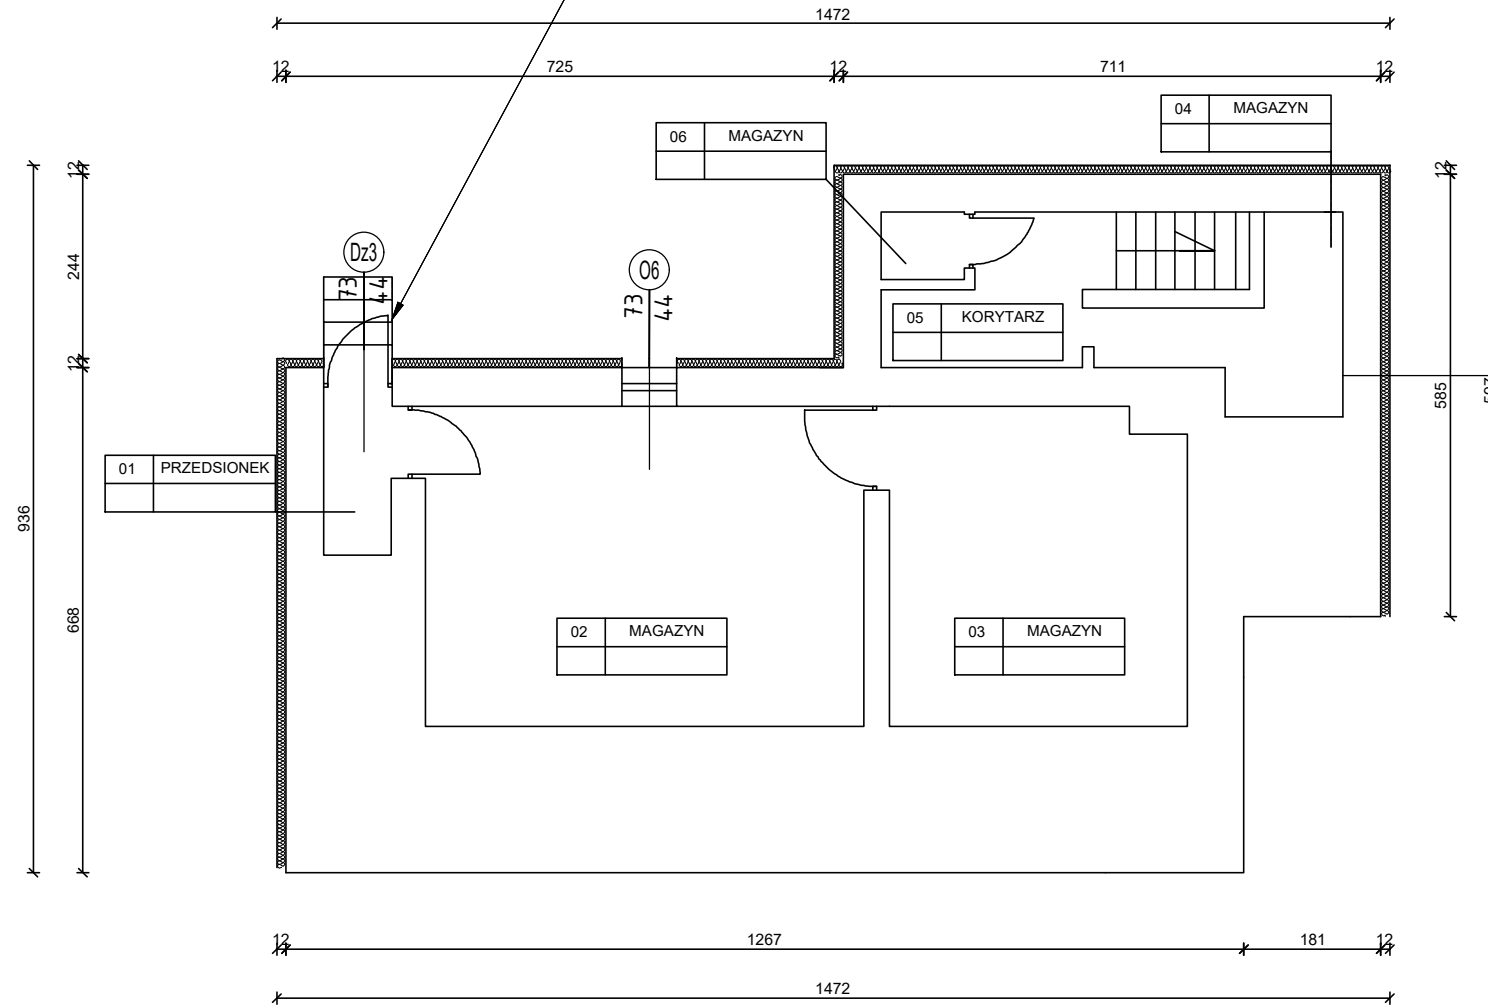 1472
12 725 12 711 12
04 MAGAZYN
06 MAGAZYN
12
12
244
Dz3
73
44
O6
73
44
05 KORYTARZ
12
585
01 PRZEDSIONEK
936
668
02 MAGAZYN
03 MAGAZYN
12 1267 181 12
1472